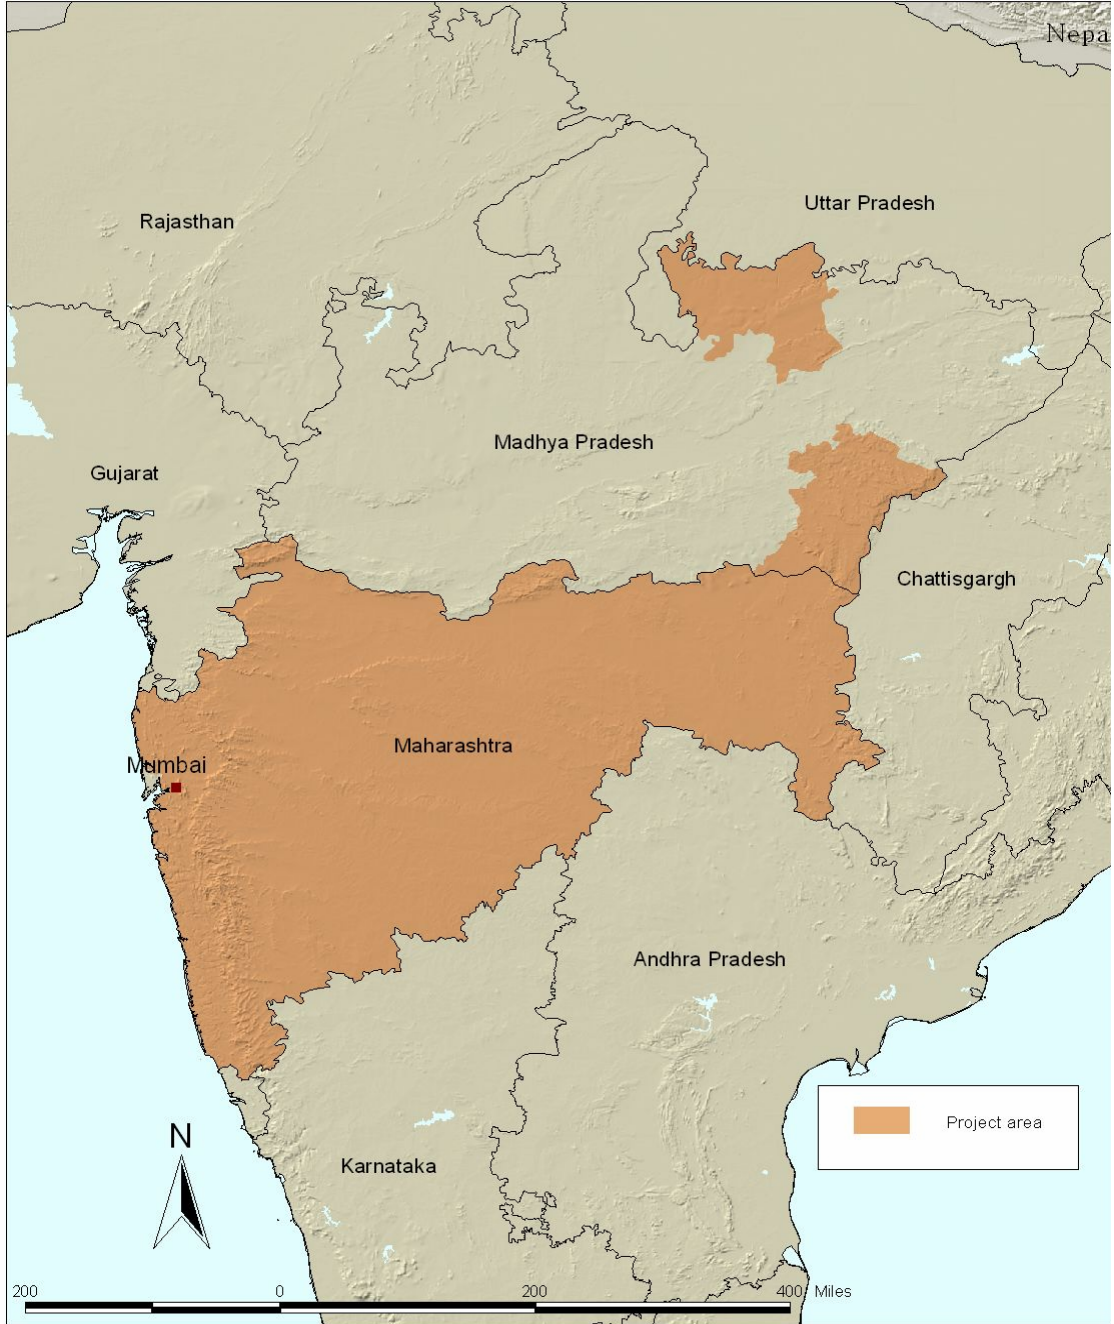 Nepa
Uttar Pradesh
Rajasthan
Madhya Pradesh
Gujarat
Chattisgargh
Maharashtra
Mumbai
Andhra Pradesh
Project area
N
Karnataka
200 0 200 400 Miles